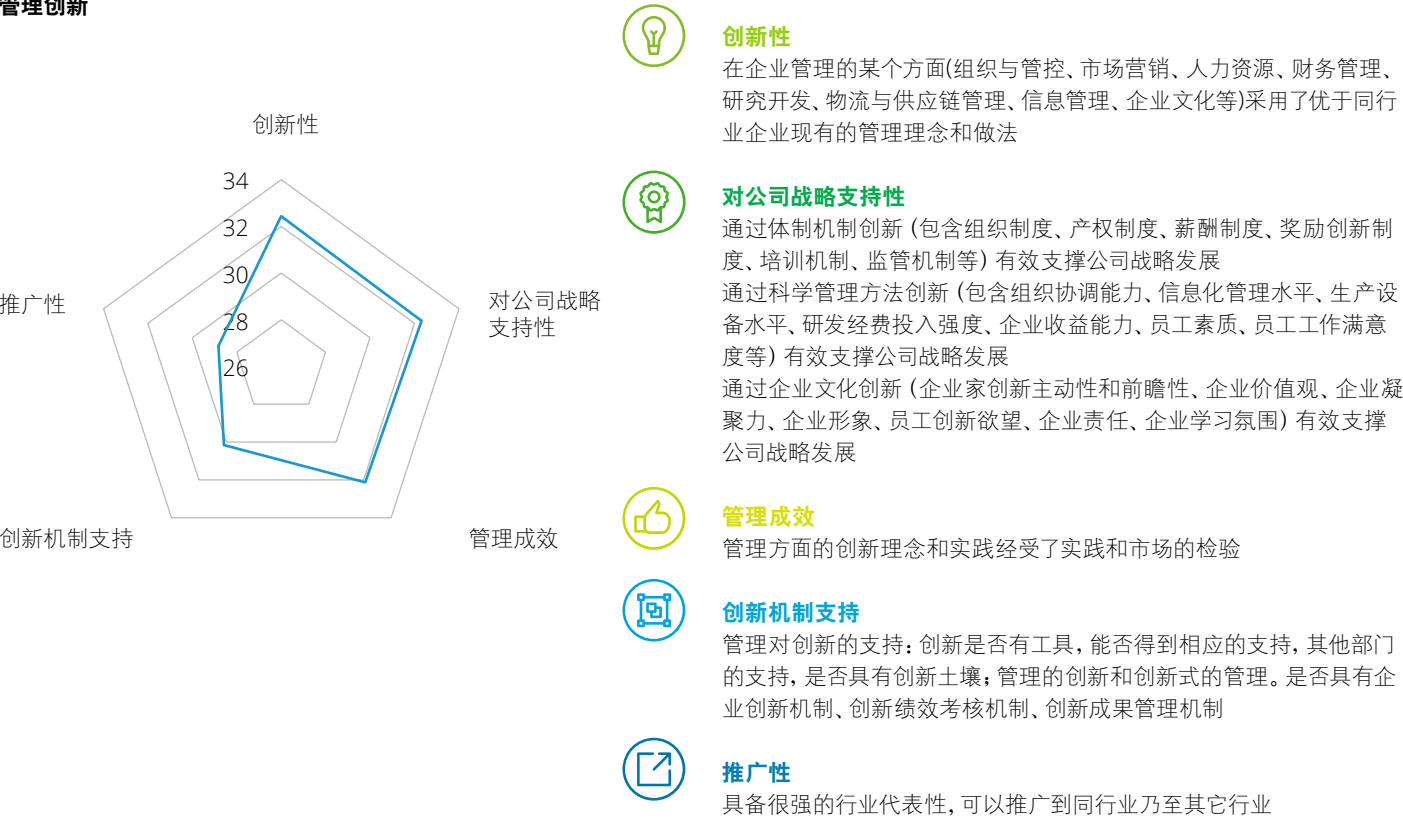 管理创新
创新性
34
32
30
28
26
对公司战略
支持性
管理成效
创新机制支持
推广性
创新性
在企业管理的某个方面(组织与管控、市场营销、人力资源、财务管理、
研究开发、物流与供应链管理、信息管理、企业文化等)采用了优于同行
业企业现有的管理理念和做法
对公司战略支持性
通过体制机制创新（包含组织制度、产权制度、薪酬制度、奖励创新制
度、培训机制、监管机制等）有效支撑公司战略发展
通过科学管理方法创新（包含组织协调能力、信息化管理水平、生产设
备水平、研发经费投入强度、企业收益能力、员工素质、员工工作满意
度等）有效支撑公司战略发展
通过企业文化创新（企业家创新主动性和前瞻性、企业价值观、企业凝
聚力、企业形象、员工创新欲望、企业责任、企业学习氛围）有效支撑
公司战略发展
管理成效
管理方面的创新理念和实践经受了实践和市场的检验
创新机制支持
管理对创新的支持：创新是否有工具，能否得到相应的支持，其他部门
的支持，是否具有创新土壤；管理的创新和创新式的管理。是否具有企
业创新机制、创新绩效考核机制、创新成果管理机制
推广性
具备很强的行业代表性，可以推广到同行业乃至其它行业